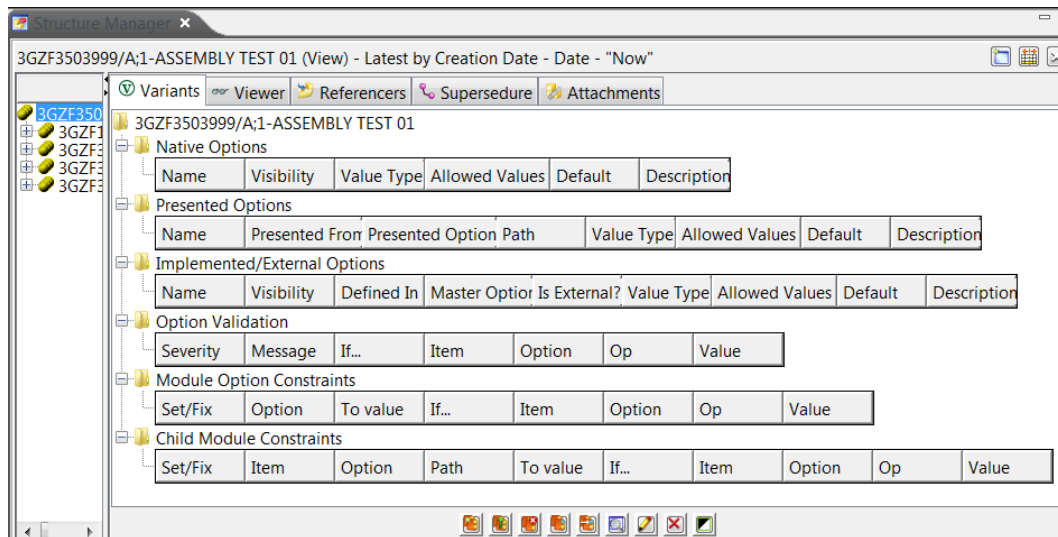 Structure Manager
3GZF3503999/A;1-ASSEMBLY TEST 01 (View) - Latest by Creation Date - Date - "Now"
Variants Viewer Referencers Supersedure Attachments
3GZF350
3GZF1
3GZF3
3GZF3
3GZF3
3GZF3503999/A;1-ASSEMBLY TEST 01
Native Options
Name Visibility Value Type Allowed Values Default Description
Presented Options
Name Presented From Presented Option Path Value Type Allowed Values Default Description
Implemented/External Options
Name Visibility Defined In Master Option Is External? Value Type Allowed Values Default Description
Option Validation
Severity Message If... Item Option Op Value
Module Option Constraints
Set/Fix Option To value If... Item Option Op Value
Child Module Constraints
Set/Fix Item Option Path To value If... Item Option Op Value